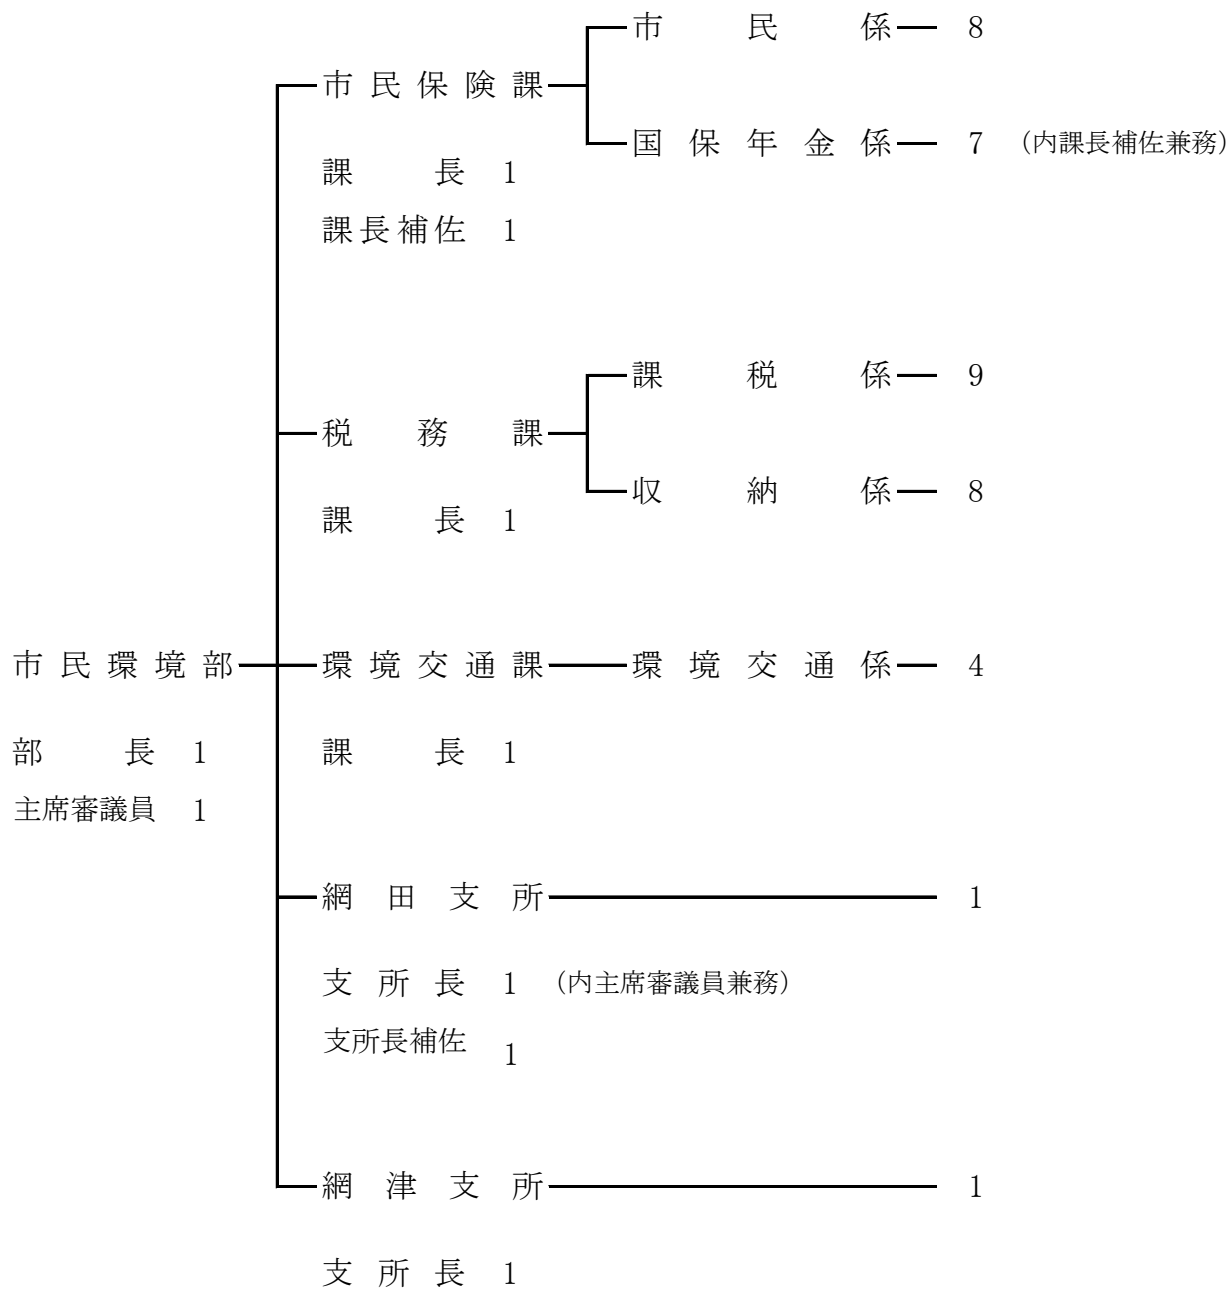 市民係 8
市民保険課
国保年金係 7 （内課長補佐兼務）
課長 1
課長補佐 1
課税係 9
税務課
収納係 8
課長 1
市民環境部 環境交通課 環境交通係 4
部長 1 課長 1
主席審議員 1
網田支所 1
支所長 1 （内主席審議員兼務）
支所長補佐 1
網津支所 1
支所長 1